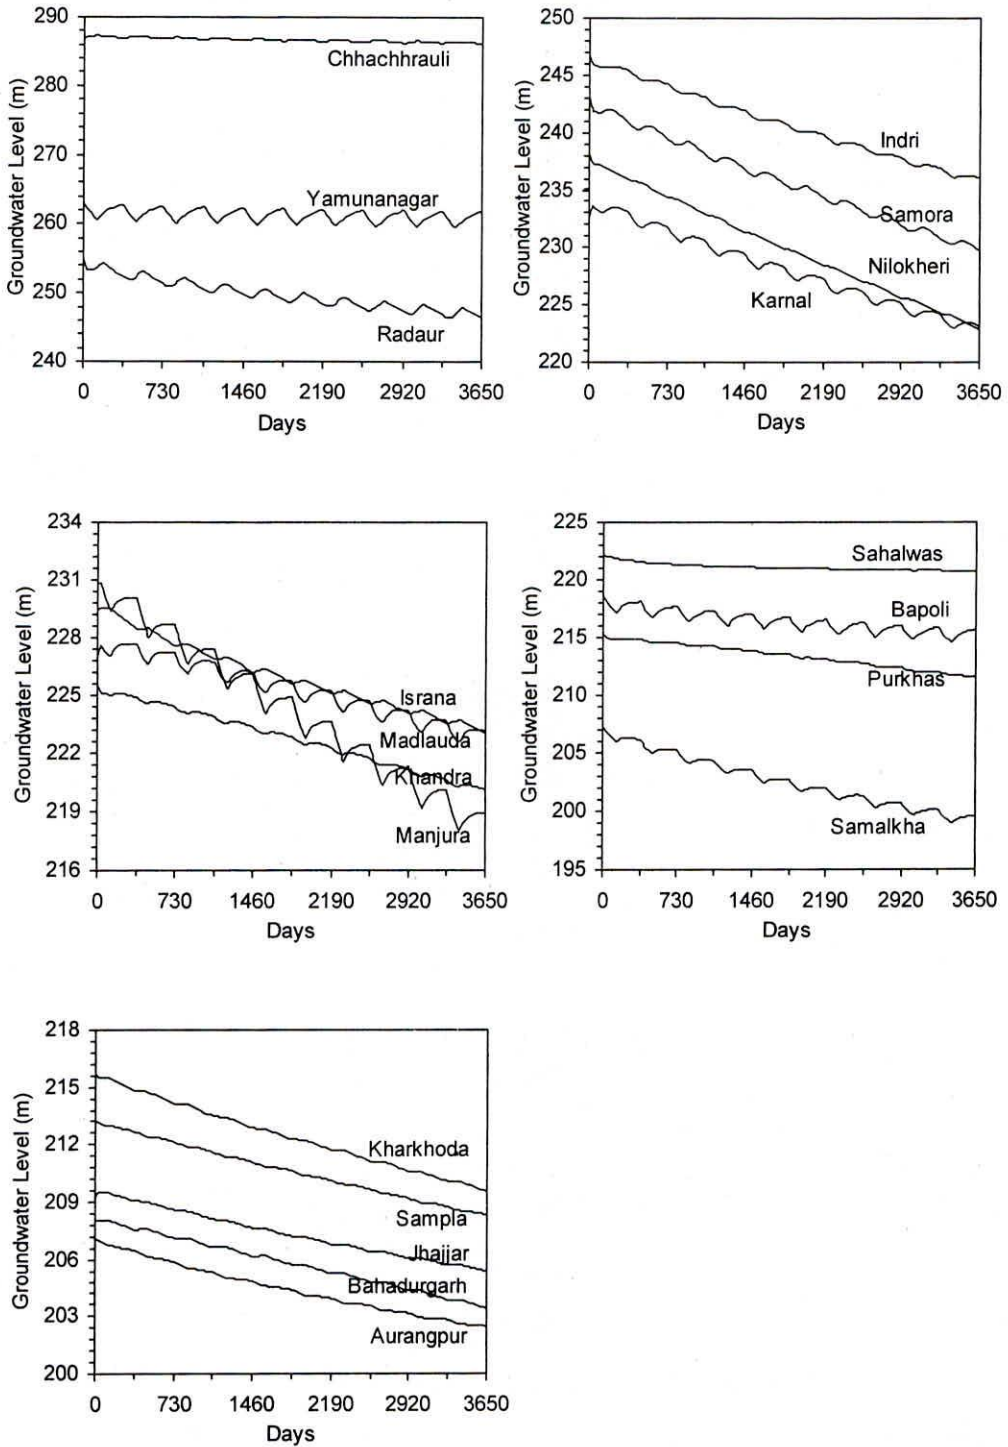 290
280
270
260
250
240
Groundwater Level (m)
Chhachhrauli
Yamunanagar
Radaur
0 730 1460 2190 2920 3650
Days
250
245
240
235
230
225
220
Groundwater Level (m)
Indri
Samora
Nilokheri
Karnal
0 730 1460 2190 2920 3650
Days
234
231
228
225
222
219
216
Groundwater Level (m)
Israna
Madlauda
Khandra
Manjura
0 730 1460 2190 2920 3650
Days
225
220
215
210
205
200
195
Groundwater Level (m)
Sahalwas
Bapoli
Purkhas
Samalkha
0 730 1460 2190 2920 3650
Days
218
215
212
209
206
203
200
Groundwater Level (m)
Kharkhoda
Sampla
Jhajjar
Bahadurgarh
Aurangpur
0 730 1460 2190 2920 3650
Days